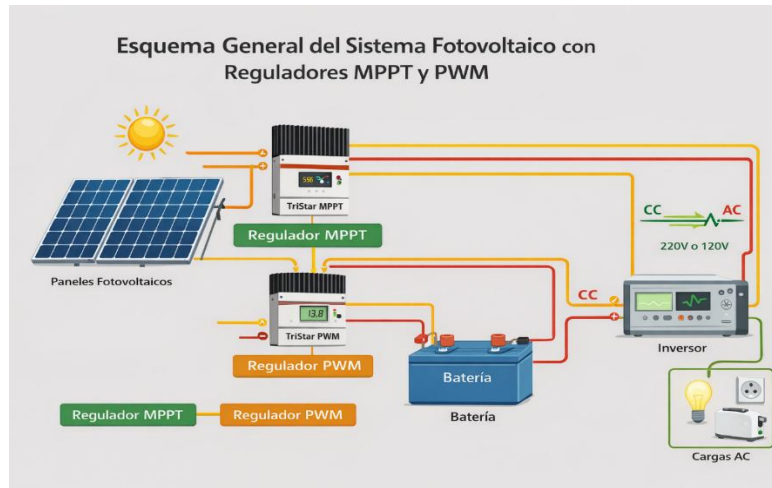 Esquema General del Sistema Fotovoltaico con
Reguladores MPPT y PWM
TriStar MPPT
Regulador MPPT
CC AC
220V o 120V
Paneles Fotovoltaicos
13,8
TriStar PWM
CC
Inversor
Regulador PWM
Batería
Batería
Regulador MPPT
Regulador PWM
Cargas AC